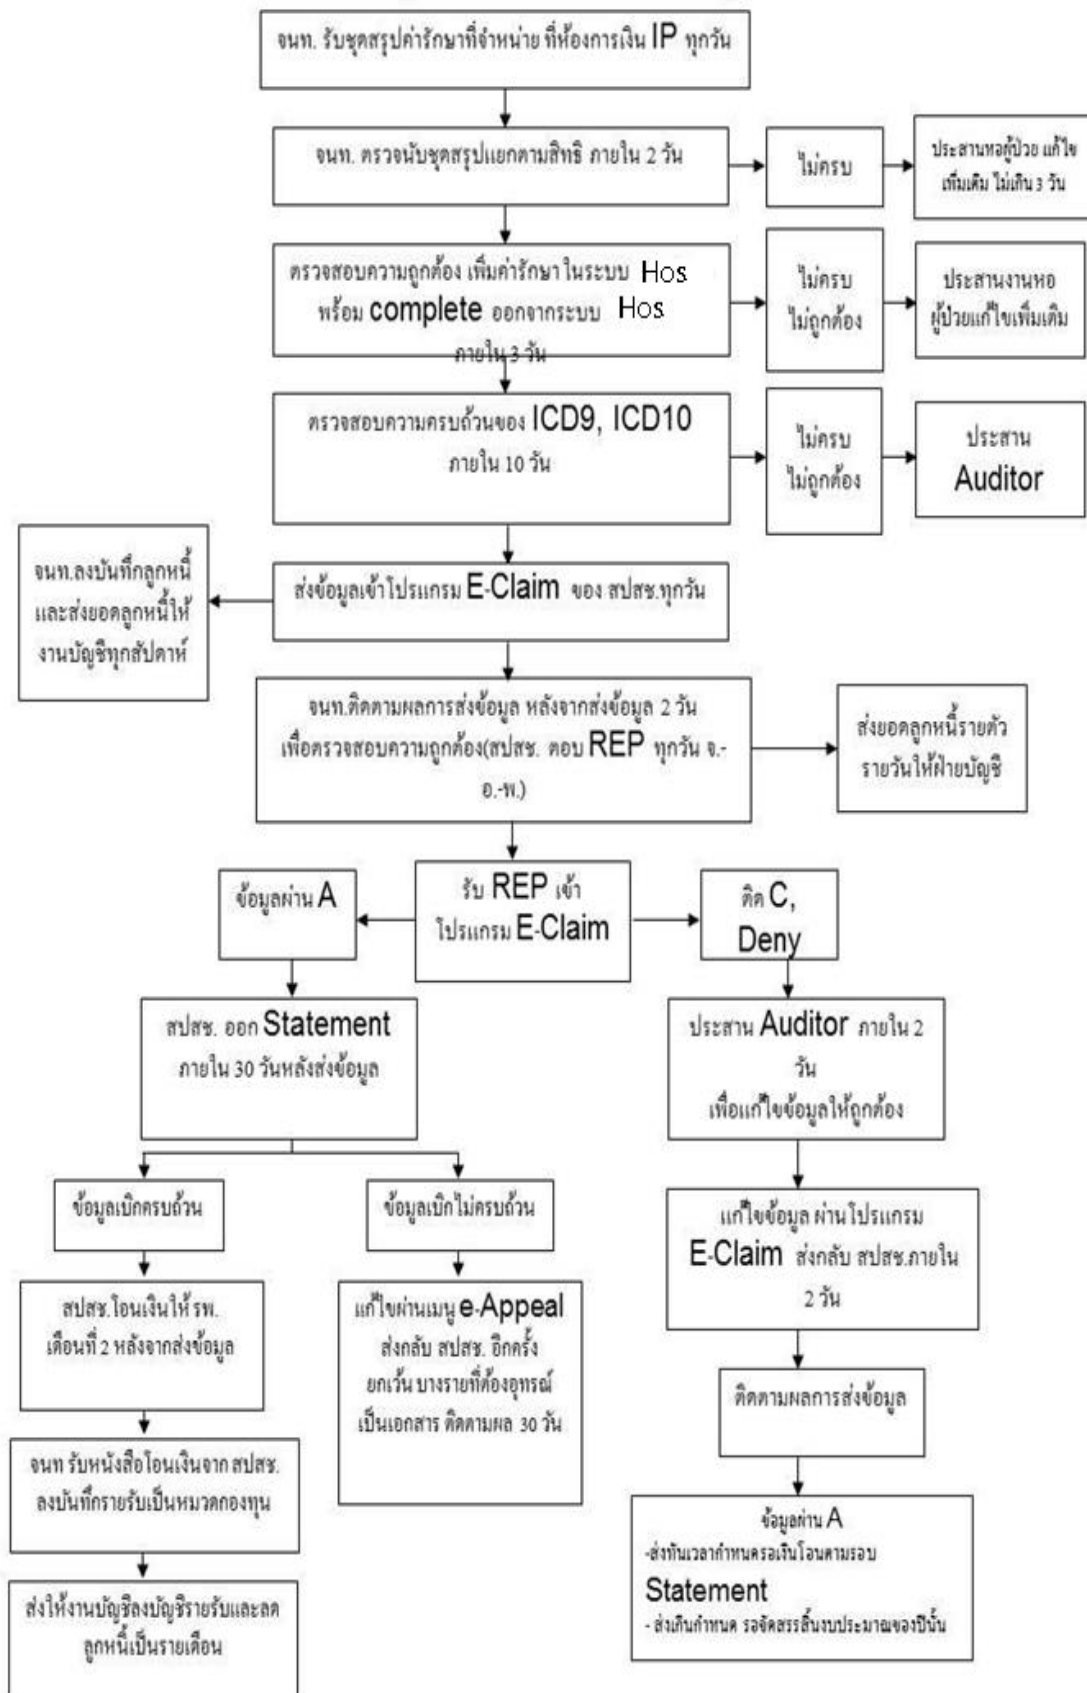 จนท. รับชุดสรุปค่ารักษาที่จำหน่าย ที่ห้องการเงิน IP ทุกวัน
จนท. ตรวจนับชุดสรุปแยกตามสิทธิ ภายใน 2 วัน
ไม่ครบ
ประสานหอผู้ป่วย แก้ไข
เพิ่มเติม ไม่เกิน 3 วัน
ตรวจสอบความถูกต้อง เพิ่มค่ารักษา ในระบบ Hos
พร้อม complete ออกจากระบบ Hos
ภายใน 3 วัน
ไม่ครบ
ไม่ถูกต้อง
ประสานงานหอ
ผู้ป่วยแก้ไขเพิ่มเติม
ตรวจสอบความครบถ้วนของ ICD9, ICD10
ภายใน 10 วัน
ไม่ครบ
ไม่ถูกต้อง
ประสาน
Auditor
ส่งข้อมูลเข้าโปรแกรม E-Claim ของ สปสช.ทุกวัน
จนท.ลงบันทึกลูกหนี้
และส่งยอดลูกหนี้ให้
งานบัญชีทุกสัปดาห์
จนท.ติดตามผลการส่งข้อมูล หลังจากส่งข้อมูล 2 วัน
เพื่อตรวจสอบความถูกต้อง(สปสช. ตอบ REP ทุกวัน จ.-
อ.-พ.)
ส่งยอดลูกหนี้รายตัว
รายวันให้ฝ่ายบัญชี
รับ REP เข้า
โปรแกรม E-Claim
ข้อมูลผ่าน A
ติด C,
Deny
สปสช. ออก Statement
ภายใน 30 วันหลังส่งข้อมูล
ประสาน Auditor ภายใน 2
วัน
เพื่อแก้ไขข้อมูลให้ถูกต้อง
ข้อมูลเบิกครบถ้วน
ข้อมูลเบิกไม่ครบถ้วน
แก้ไขข้อมูล ผ่านโปรแกรม
E-Claim ส่งกลับ สปสช.ภายใน
2 วัน
สปสช.โอนเงินให้ รพ.
เดือนที่ 2 หลังจากส่งข้อมูล
แก้ไขผ่านเมนู e-Appeal
ส่งกลับ สปสช. อีกครั้ง
ยกเว้น บางรายที่ต้องอุทรณ์
เป็นเอกสาร ติดตามผล 30 วัน
ติดตามผลการส่งข้อมูล
จนท รับหนังสือโอนเงินจาก สปสช.
ลงบันทึกรายรับเป็นหมวดกองทุน
ข้อมูลผ่าน A
-ส่งทันเวลากำหนดรอเงินโอนตามรอบ
Statement
- ส่งเกินกำหนด รอจัดสรรสิ้นงบประมาณของปีนั้น
ส่งให้งานบัญชีลงบัญชีรายรับและลด
ลูกหนี้เป็นรายเดือน